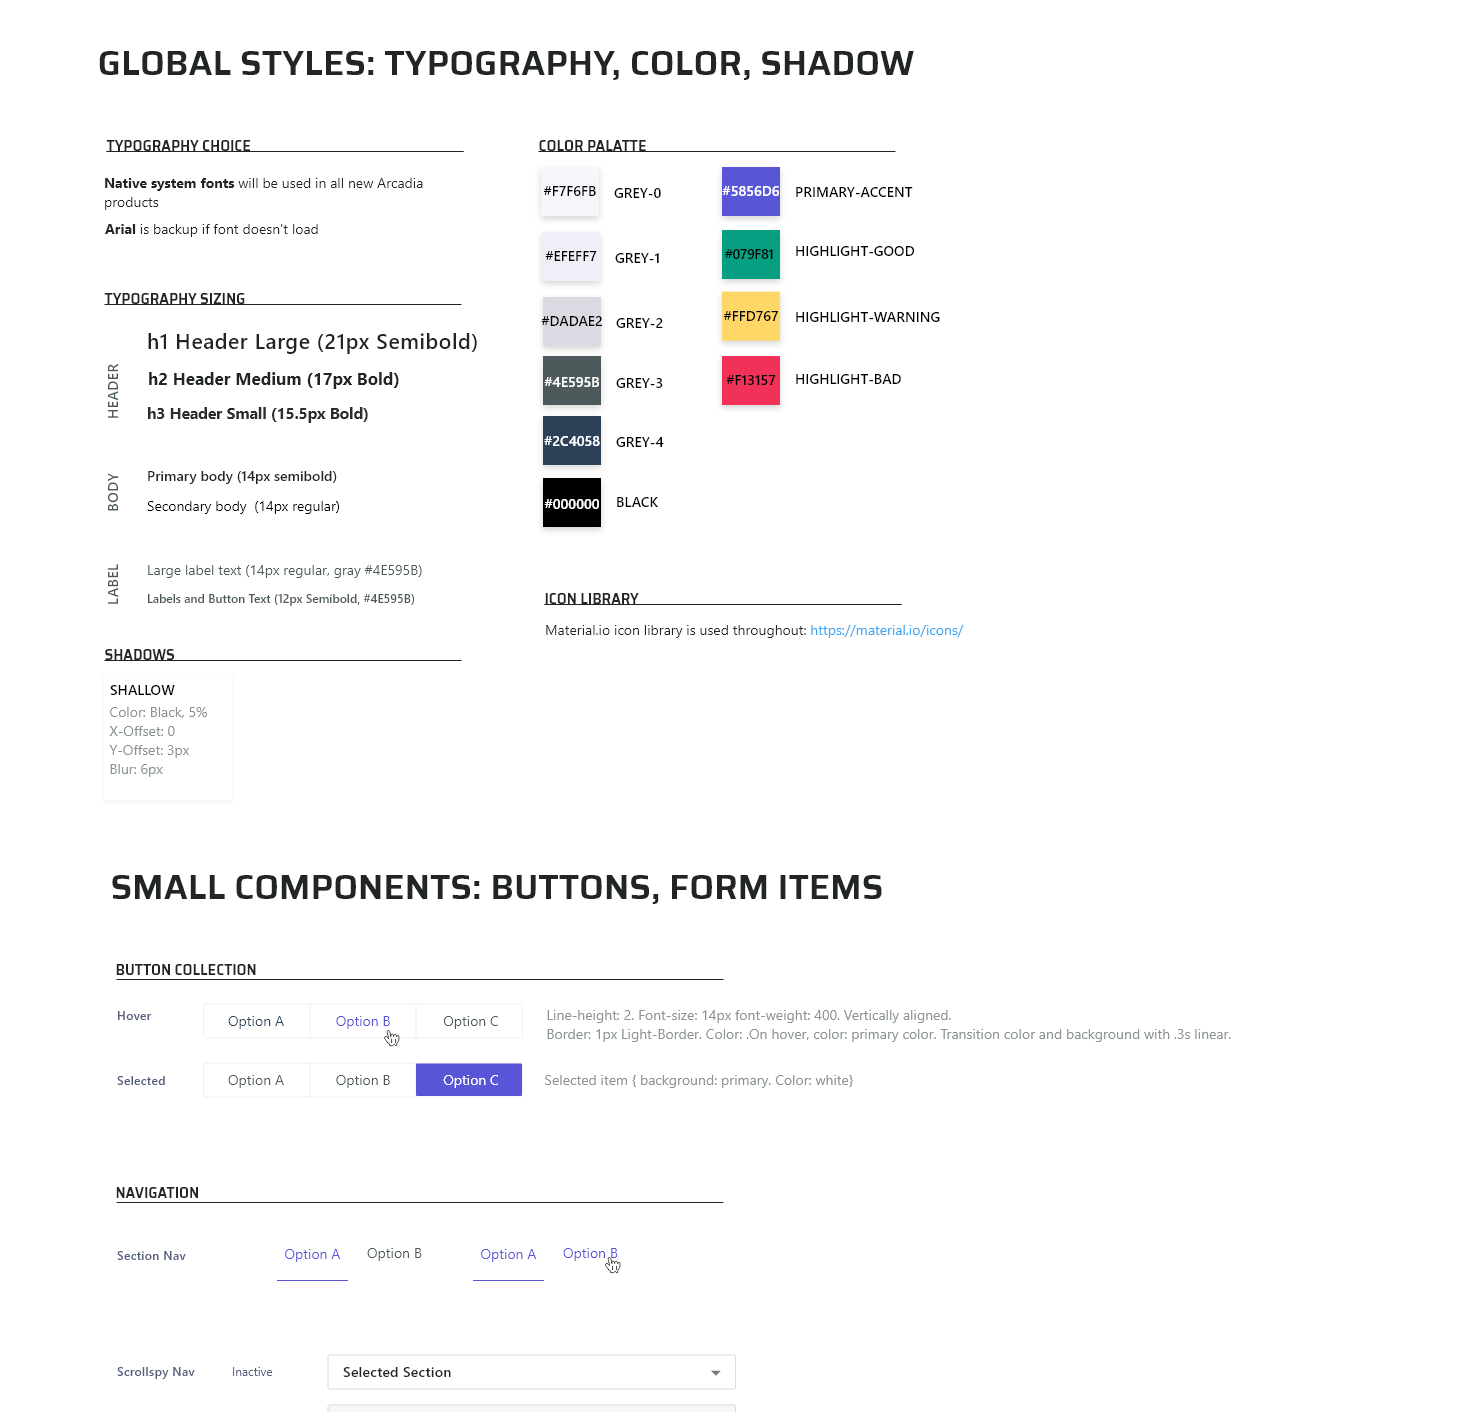 GLOBAL STYLES: TYPOGRAPHY, COLOR, SHADOW
TYPOGRAPHY CHOICE
Native system fonts will be used in all new Arcadia
products
Arial is backup if font doesn't load
TYPOGRAPHY SIZING
HEADER
h1 Header Large (21px Semibold)
h2 Header Medium (17px Bold)
h3 Header Small (15.5px Bold)
BODY
Primary body (14px semibold)
Secondary body (14px regular)
LABEL
Large label text (14px regular, gray #4E595B)
Labels and Button Text (12px Semibold, #4E595B)
SHADOWS
SHALLOW
Color: Black, 5%
X-Offset: 0
Y-Offset: 3px
Blur: 6px
COLOR PALATTE
#F7F6FB GREY-0
#EFEFF7 GREY-1
#DADAE2 GREY-2
#4E595B GREY-3
#2C4058 GREY-4
#000000 BLACK
#5856D6 PRIMARY-ACCENT
#079F81 HIGHLIGHT-GOOD
#FFD767 HIGHLIGHT-WARNING
#F13157 HIGHLIGHT-BAD
ICON LIBRARY
Material.io icon library is used throughout: https://material.io/icons/
SMALL COMPONENTS: BUTTONS, FORM ITEMS
BUTTON COLLECTION
Hover Option A Option B Option C
Line-height: 2. Font-size: 14px font-weight: 400. Vertically aligned.
Border: 1px Light-Border. Color: .On hover, color: primary color. Transition color and background with .3s linear.
Selected Option A Option B Option C
Selected item { background: primary. Color: white}
NAVIGATION
Section Nav Option A Option B Option A Option B
Scrollspy Nav Inactive Selected Section